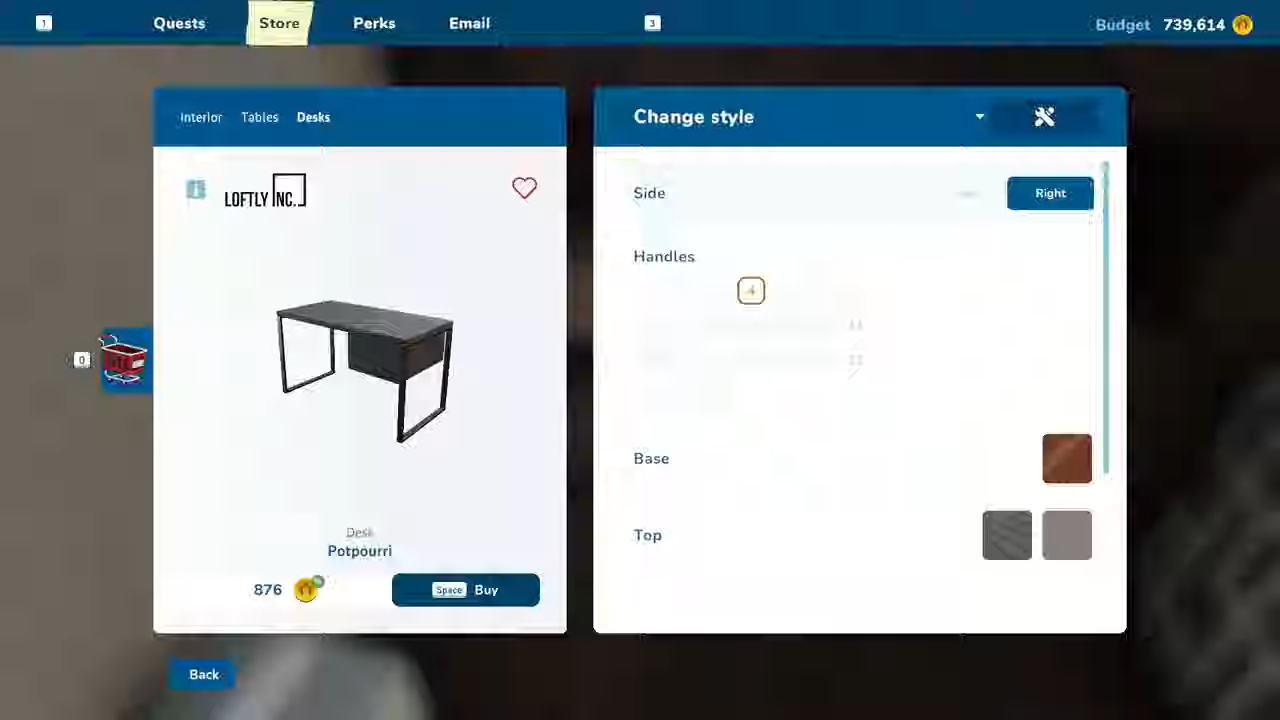 1
Quests
Store
Perks
Email
3
Budget 739,614
Interior
Tables
Desks
Change style
LOFTLY INC.
Side
Right
Handles
4
0
Base
Desk
Potpourri
Top
876
Space Buy
Back